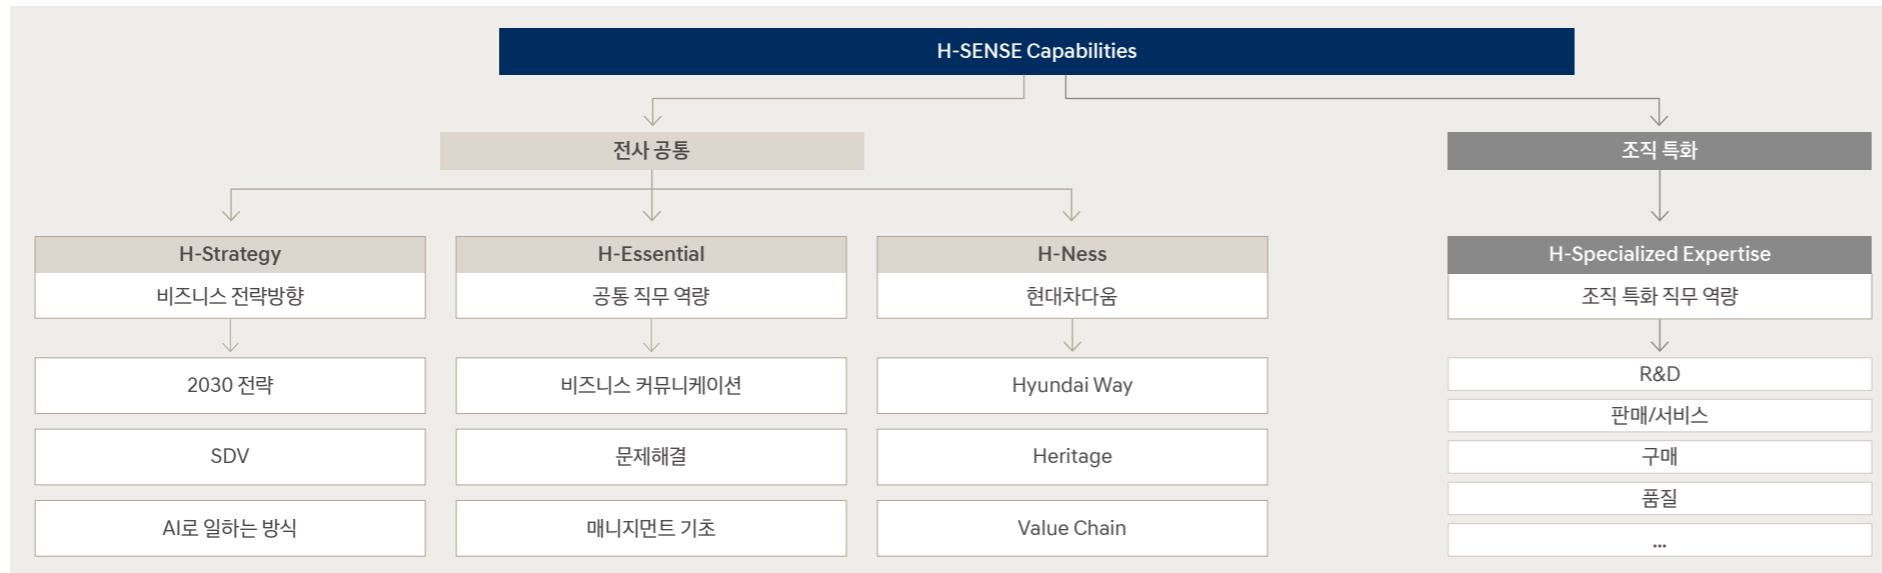 H-SENSE Capabilities
전사 공통
조직 특화
H-Strategy
비즈니스 전략방향
2030 전략
SDV
AI로 일하는 방식
H-Essential
공통 직무 역량
비즈니스 커뮤니케이션
문제해결
매니지먼트 기초
H-Ness
현대차다움
Hyundai Way
Heritage
Value Chain
H-Specialized Expertise
조직 특화 직무 역량
R&D
판매/서비스
구매
품질
...